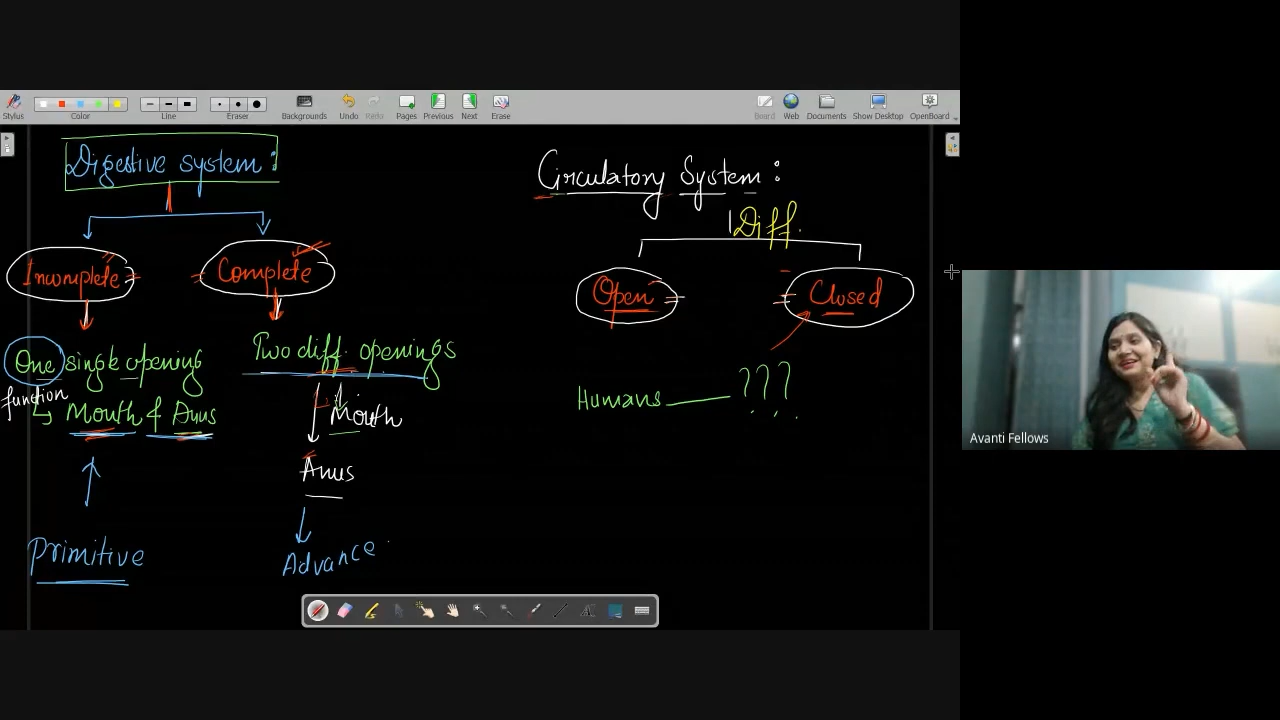 Stylus
Color
Line
Eraser
Backgrounds
Undo
Redo
Pages
Previous
Next
Erase
Board
Web
Documents
Show Desktop
OpenBoard
Digestive system:
Incomplete
Complete
One single opening
function
Mouth & Anus
Primitive
Two diff. openings
Mouth
Anus
Advance
Circulatory System:
Diff.
Open
Closed
Humans ???
Avanti Fellows